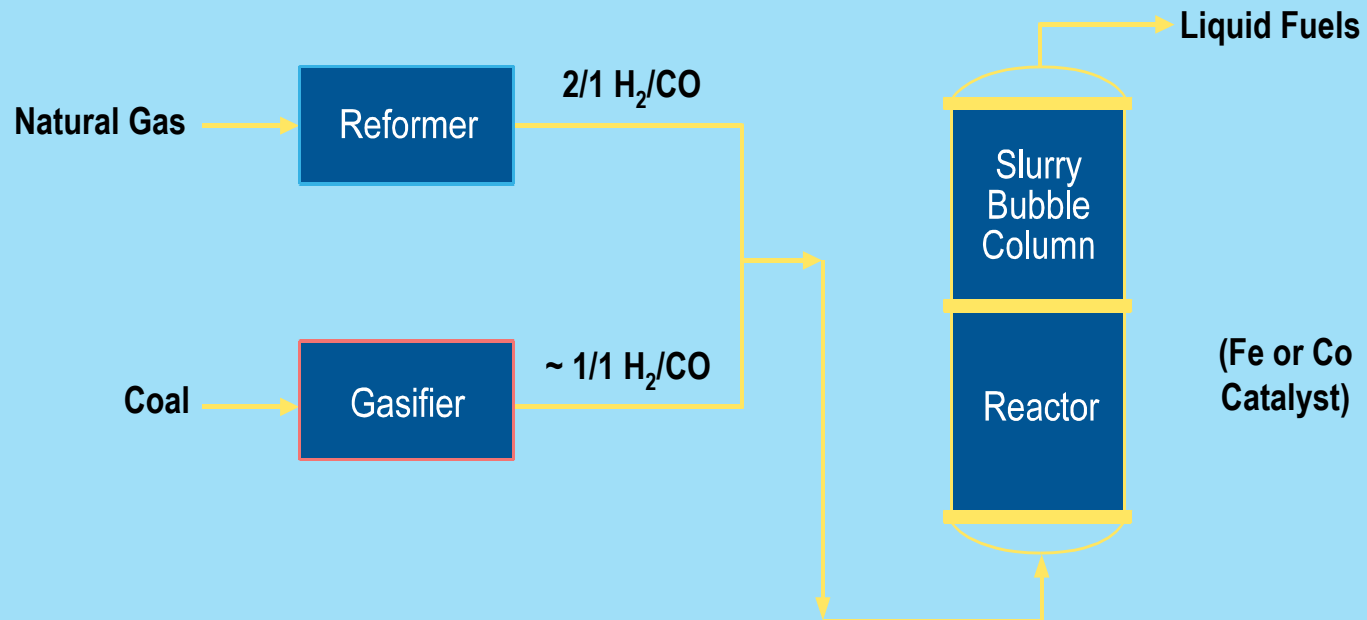 Liquid Fuels
2/1 H₂/CO
Natural Gas
Reformer
Slurry
Bubble
Column
~ 1/1 H₂/CO
(Fe or Co
Catalyst)
Coal
Gasifier
Reactor